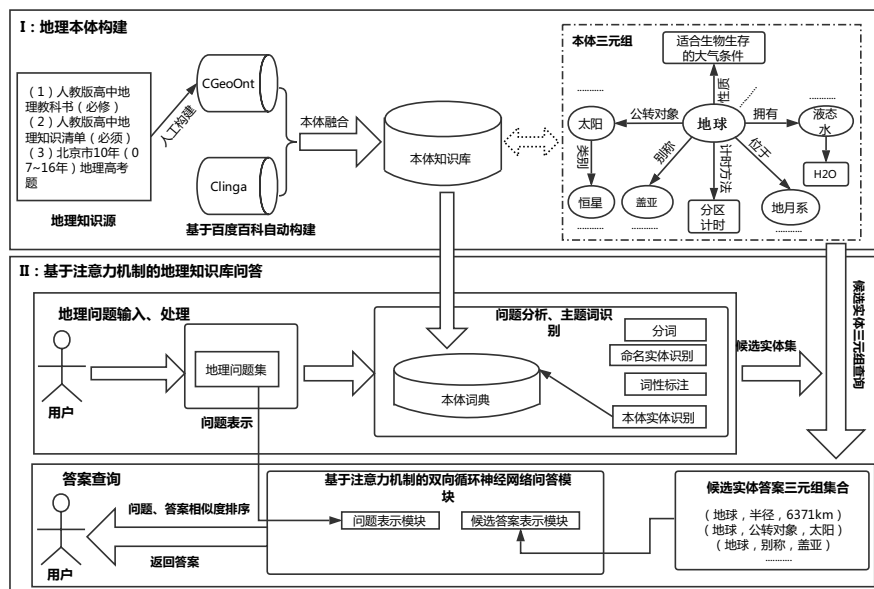 I：地理本体构建
（1）人教版高中地
理教科书（必修）
（2）人教版高中地
理知识清单（必须）
（3）北京市10年（0
7~16年）地理高考
题
地理知识源
人工构建
CGeoOnt
Clinga
基于百度百科自动构建
本体融合
本体知识库
本体三元组
适合生物生存
的大气条件
性质
............
太阳
公转对象
地球
拥有
液态
水
............
............
类别
别称
计时方法
位于
H2O
恒星
盖亚
分区
计时
地月系
............
............
............
II：基于注意力机制的地理知识库问答
地理问题输入、处理
用户
地理问题集
问题表示
问题分析、主题词识
别
本体词典
分词
命名实体识别
词性标注
本体实体识别
候选实体集
候选实体三元组查询
答案查询
用户
问题、答案相似度排序
返回答案
基于注意力机制的双向循环神经网络问答模
块
问题表示模块
候选答案表示模块
候选实体答案三元组集合
（地球，半径，6371km）
（地球，公转对象，太阳）
（地球，别称，盖亚）
............